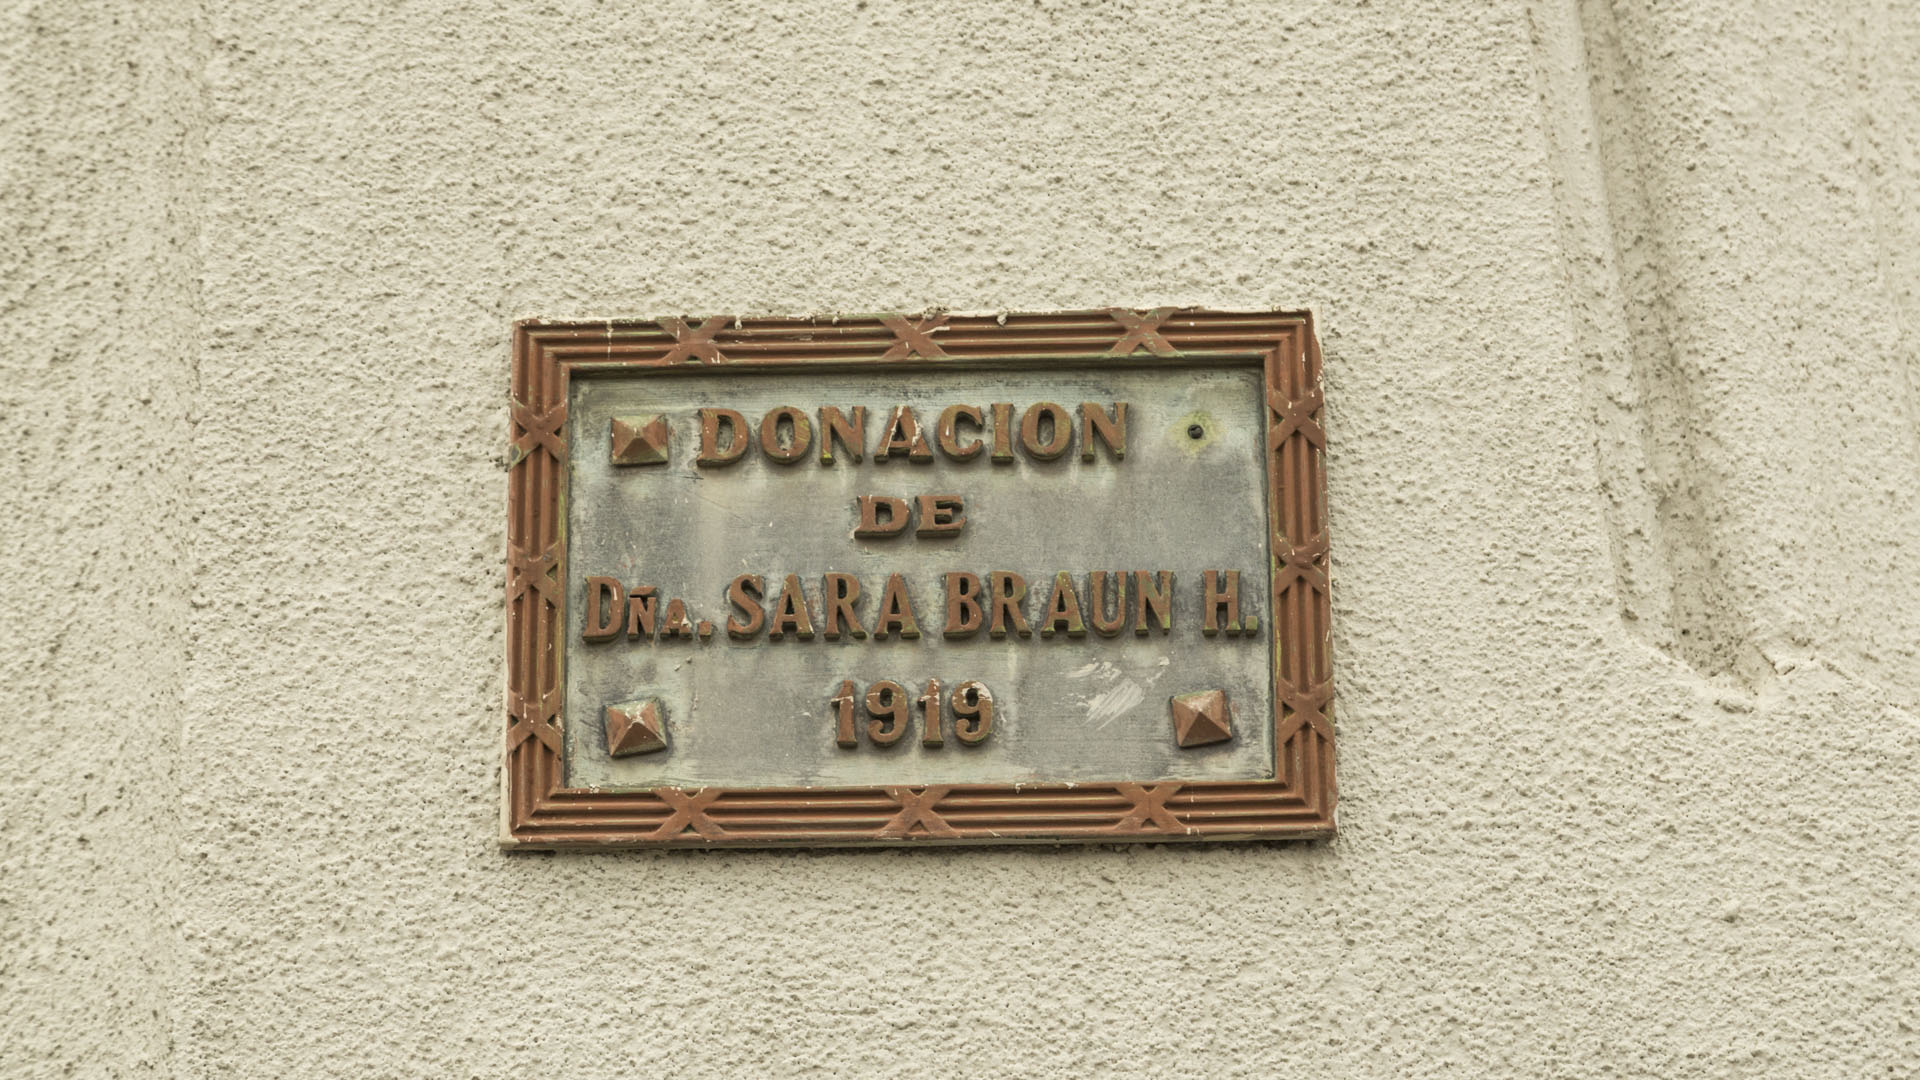 DONACION
DE
DÑA. SARA BRAUN H.
1919